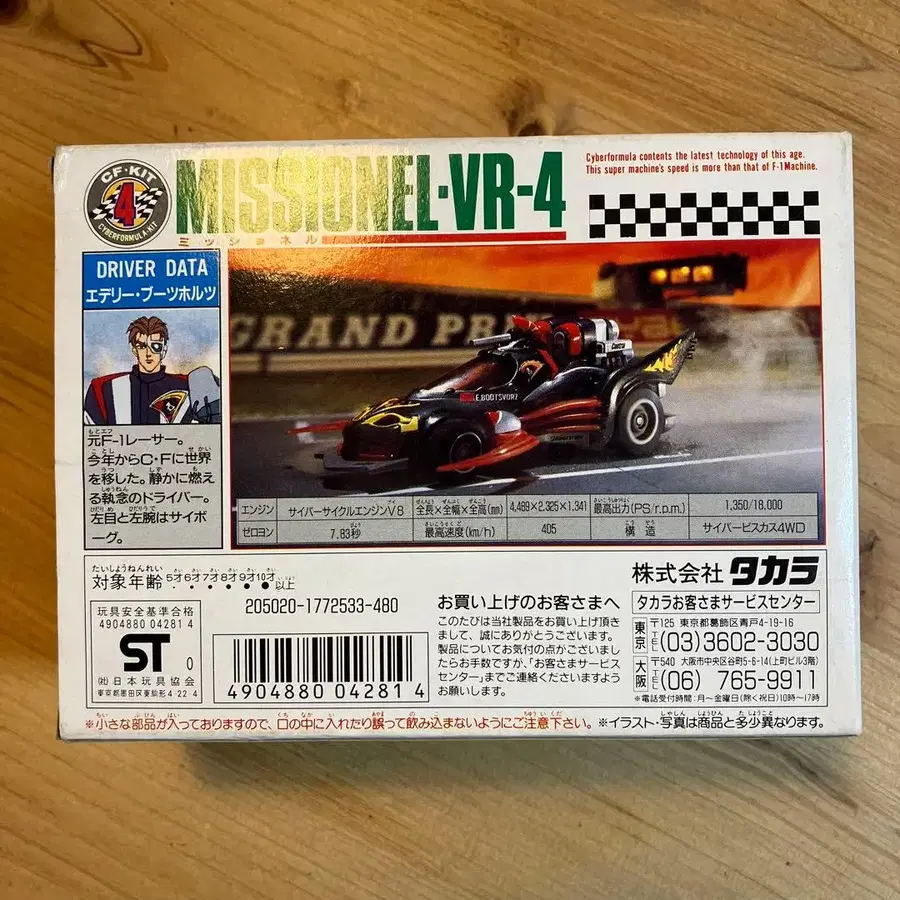 CF・KIT
4
CYBERFORMULA・KIT
MISSIONEL・VR-4
Cyberformula contents the latest technology of this age.
This super machine's speed is more than that of F-1Machine.
DRIVER DATA
エデリー・ブーツホルツ
元F-1レーサー。
今年からC・Fに世界
を移した。静かに燃え
る執念のドライバー。
左目と左腕はサイボ
ーグ。
GRAND PRIX
E.BOOTSVORZ
エンジン サイバーサイクルエンジンV8 全長×全幅×全高(mm) 4,489×2,325×1,341 最高出力(PS/r.p.m.) 1,350/18,000
ゼロヨン 7.83秒 最高速度(km/h) 405 構造 サイバービスカス4WD
対象年齢 5才6才7才8才9才10才以上
205020-1772533-480
玩具安全基準合格
4904880 04281 4
ST 0
(社)日本玩具協会
東京都墨田区東駒形4-22-4
4 904880 042814
お買い上げのお客さまへ
このたびは当社製品をお買い上げ頂き
まして、誠にありがとうございます。
製品についてお気付の点がございまし
たらお手数ですが、「お客さまサービス
センター」までご連絡くださいますよう
お願いします。
株式会社 タカラ
タカラお客さまサービスセンター
東京 〒125 東京都葛飾区青戸4-19-16
TEL (03)3602-3030
大阪 〒540 大阪市中央区谷町5-6-14(上町ビル3階)
TEL (06) 765-9911
*電話受付時間:月〜金曜日(除く祝日)10時〜17時
※小さな部品が入っておりますので、口の中に入れたり誤って飲み込まないようにご注意下さい。
※イラスト・写真は商品と多少異なります。